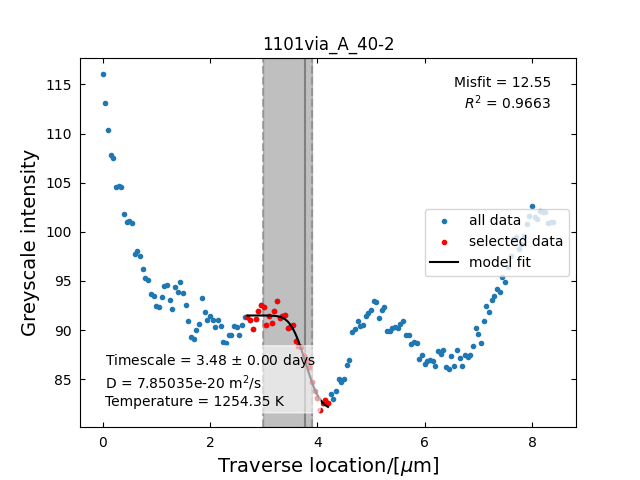 1101via_A_40-2
Misfit = 12.55
R² = 0.9663
Greyscale intensity
115
110
105
100
95
90
85
all data
selected data
model fit
Timescale = 3.48 ± 0.00 days
D = 7.85035e-20 m²/s
Temperature = 1254.35 K
0
2
4
6
8
Traverse location/[μm]